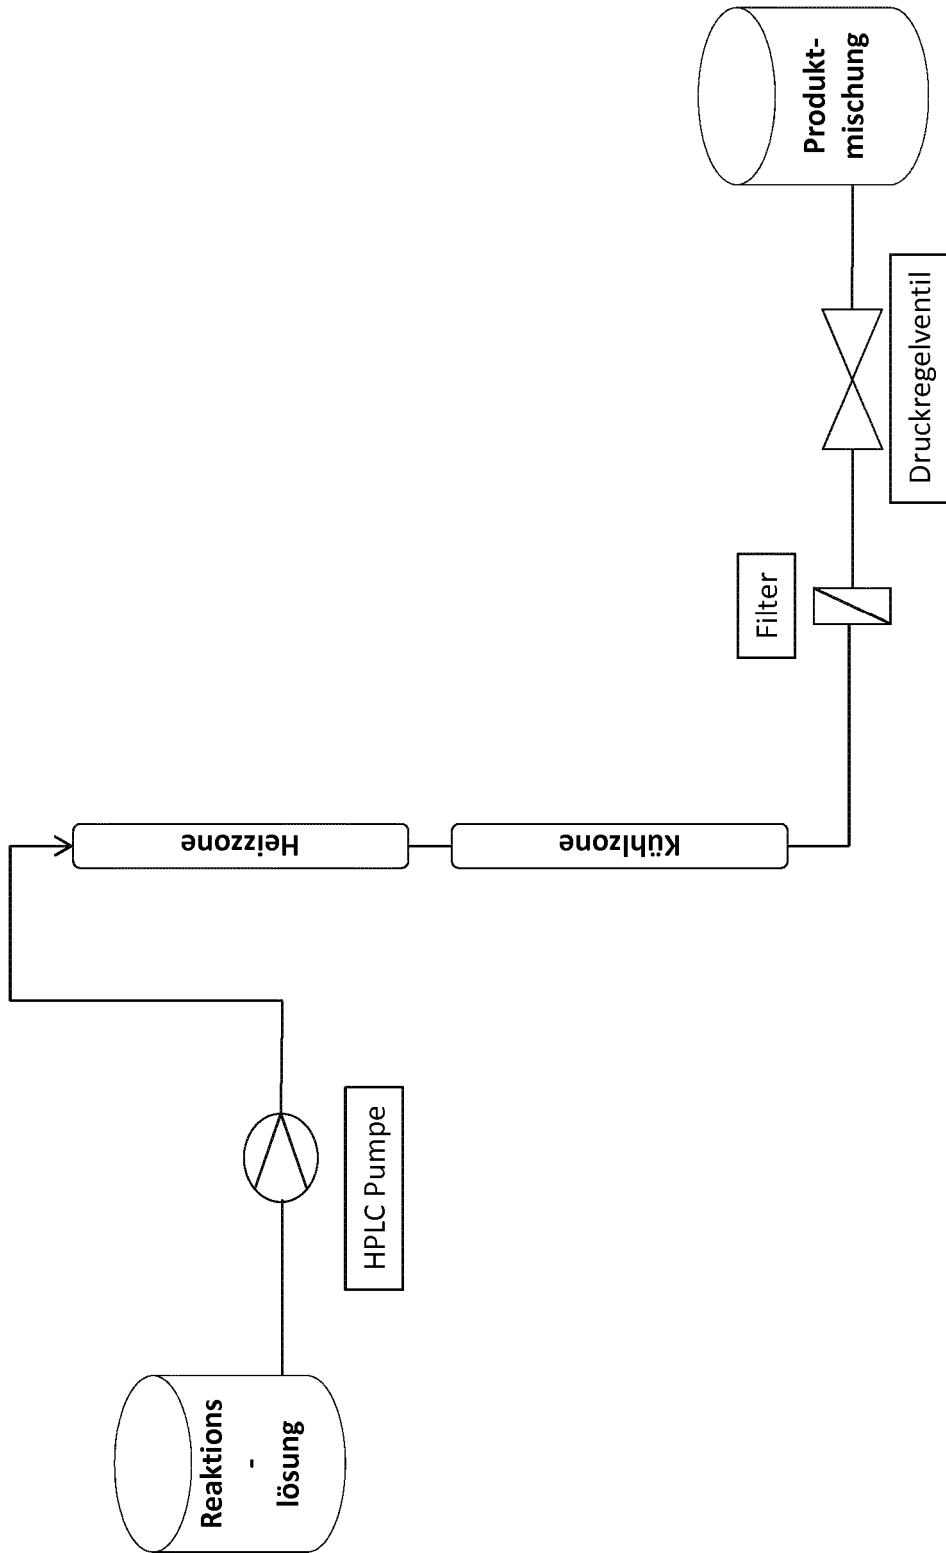 Reaktions
-
lösung
HPLC Pumpe
Heizzone
Kühlzone
Filter
Druckregelventil
Produkt-
mischung